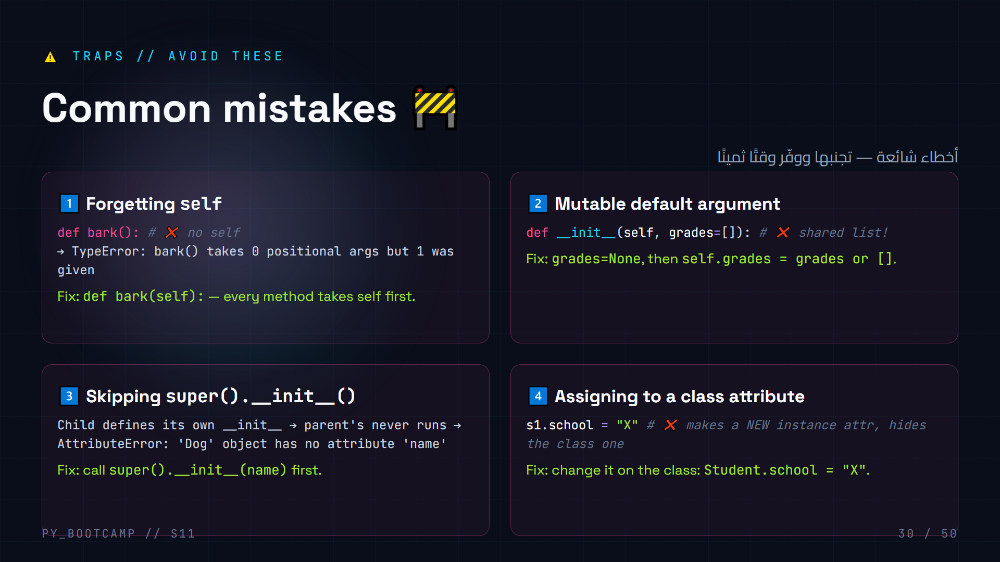 ⚠ TRAPS // AVOID THESE
Common mistakes 🚧
أخطاء شائعة — تجنبها ووفّر وقتًا ثمينًا
1 Forgetting self
def bark(): # ❌ no self
→ TypeError: bark() takes 0 positional args but 1 was
given
Fix: def bark(self): — every method takes self first.
2 Mutable default argument
def __init__(self, grades=[]): # ❌ shared list!
Fix: grades=None, then self.grades = grades or [].
3 Skipping super().__init__()
Child defines its own __init__ → parent's never runs →
AttributeError: 'Dog' object has no attribute 'name'
Fix: call super().__init__(name) first.
4 Assigning to a class attribute
s1.school = "X" # ❌ makes a NEW instance attr, hides
the class one
Fix: change it on the class: Student.school = "X".
PY_BOOTCAMP // S11
30 / 50